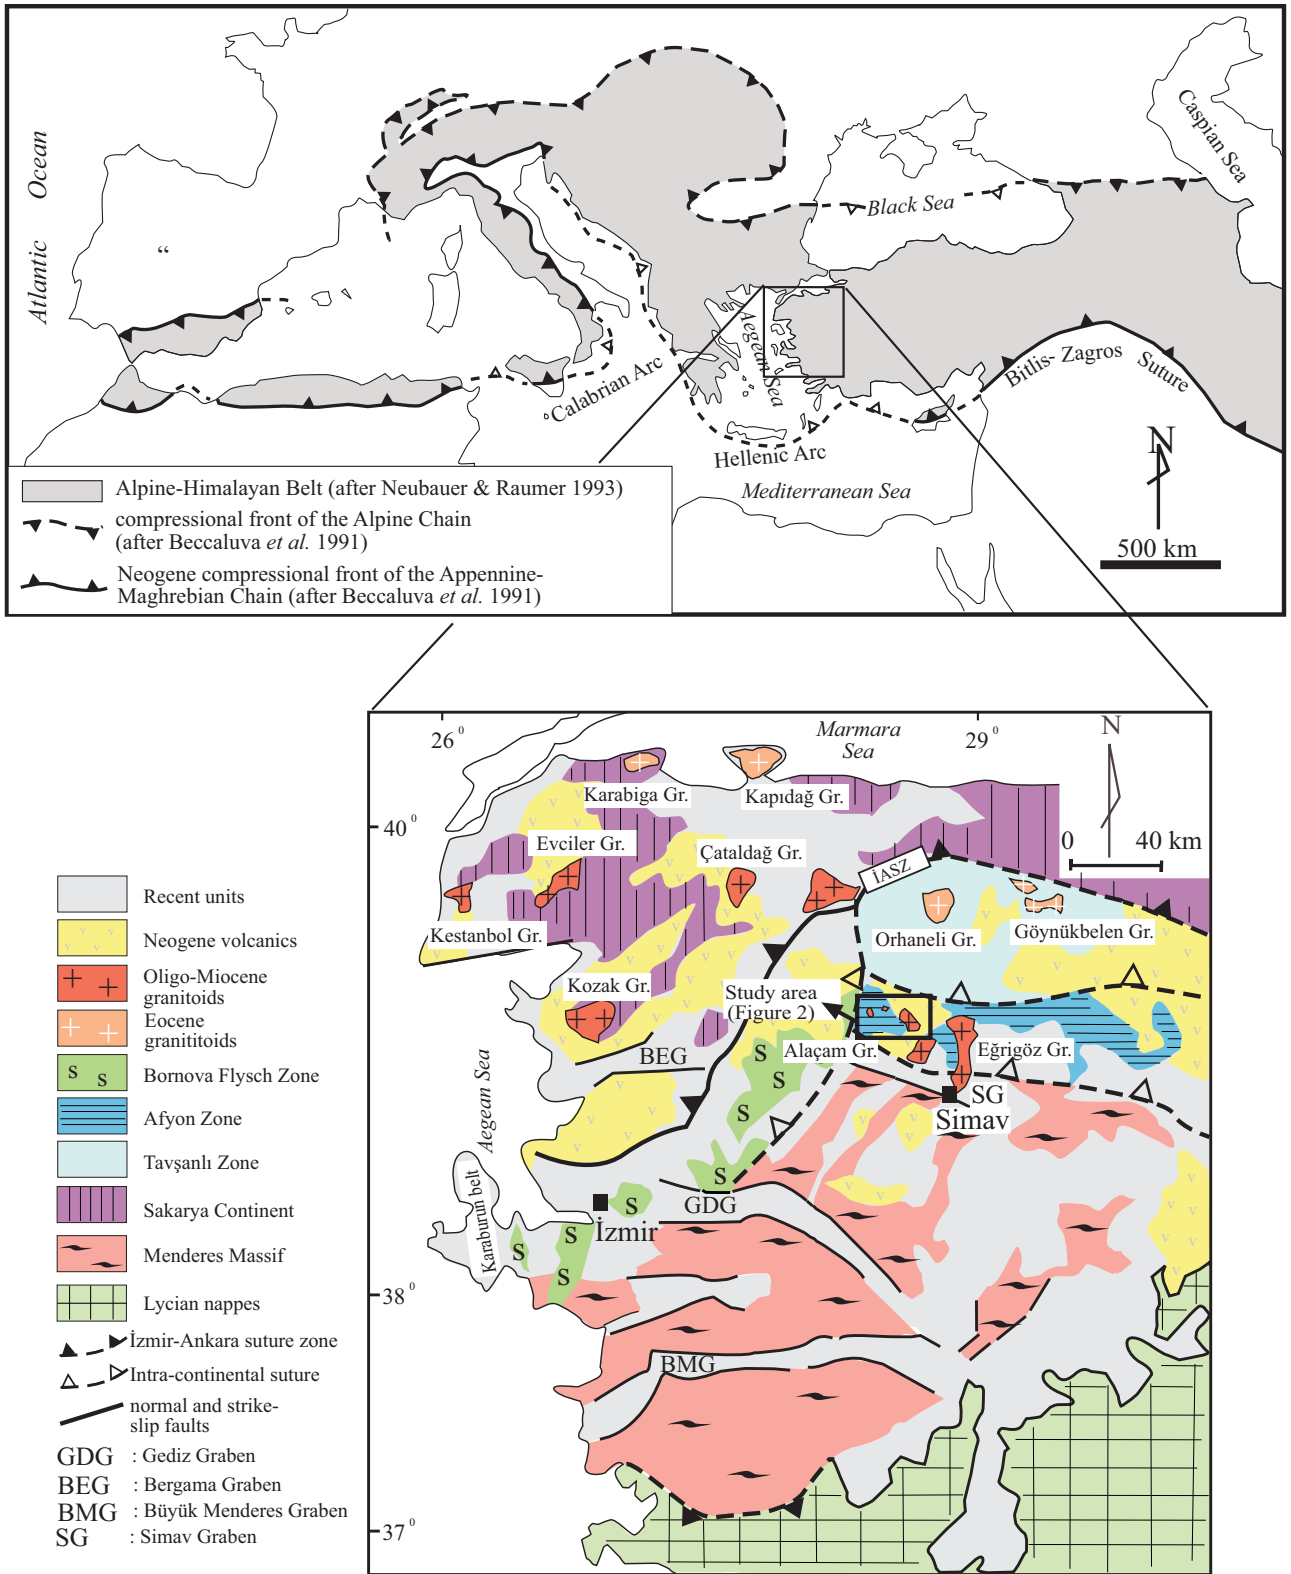 Atlantic Ocean
Caspian Sea
Black Sea
“
Aegean Sea
Calabrian Arc
Bitlis- Zagros Suture
Hellenic Arc
Mediterranean Sea
N
500 km
Alpine-Himalayan Belt (after Neubauer & Raumer 1993)
compressional front of the Alpine Chain
(after Beccaluva et al. 1991)
Neogene compressional front of the Appennine-
Maghrebian Chain (after Beccaluva et al. 1991)
26⁰
Marmara
Sea
29⁰
N
Karabiga Gr.
Kapıdağ Gr.
40⁰
0 40 km
Evciler Gr.
Çataldağ Gr.
İASZ
Kestanbol Gr.
Orhaneli Gr.
Göynükbelen Gr.
Kozak Gr.
Study area
(Figure 2)
BEG
Alaçam Gr.
Eğrigöz Gr.
SG
Simav
Aegean Sea
Karaburun belt
GDG
İzmir
38⁰
BMG
37⁰
Recent units
Neogene volcanics
Oligo-Miocene
granitoids
Eocene
granititoids
S S
Bornova Flysch Zone
Afyon Zone
Tavşanlı Zone
Sakarya Continent
Menderes Massif
Lycian nappes
İzmir-Ankara suture zone
Intra-continental suture
normal and strike-
slip faults
GDG : Gediz Graben
BEG : Bergama Graben
BMG : Büyük Menderes Graben
SG : Simav Graben